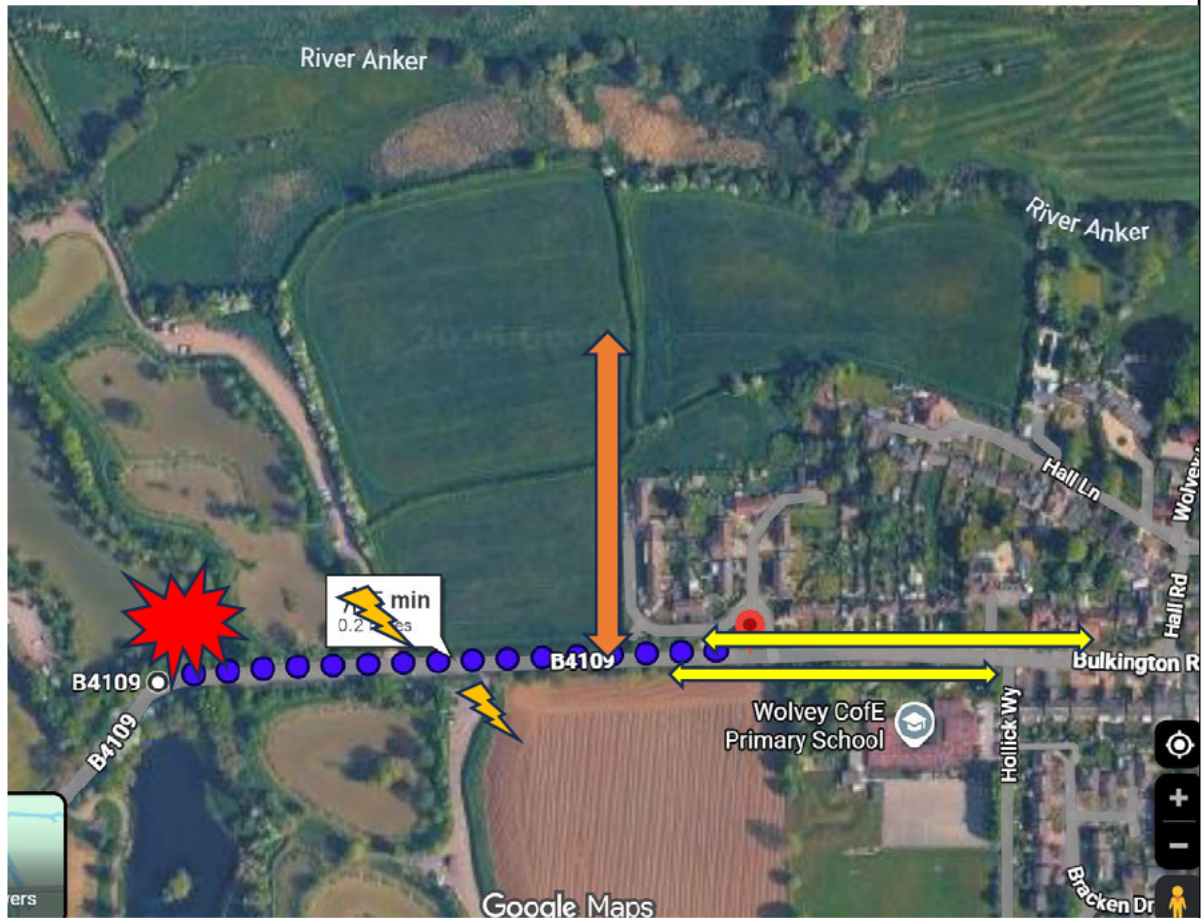 River Anker
River Anker
Hall Ln
Hall Rd
min
0.2
B4109
B4109
B4109
Bulkington R
Wolvey CofE
Primary School
Hollick Wy
Bracken Dr
Google Maps